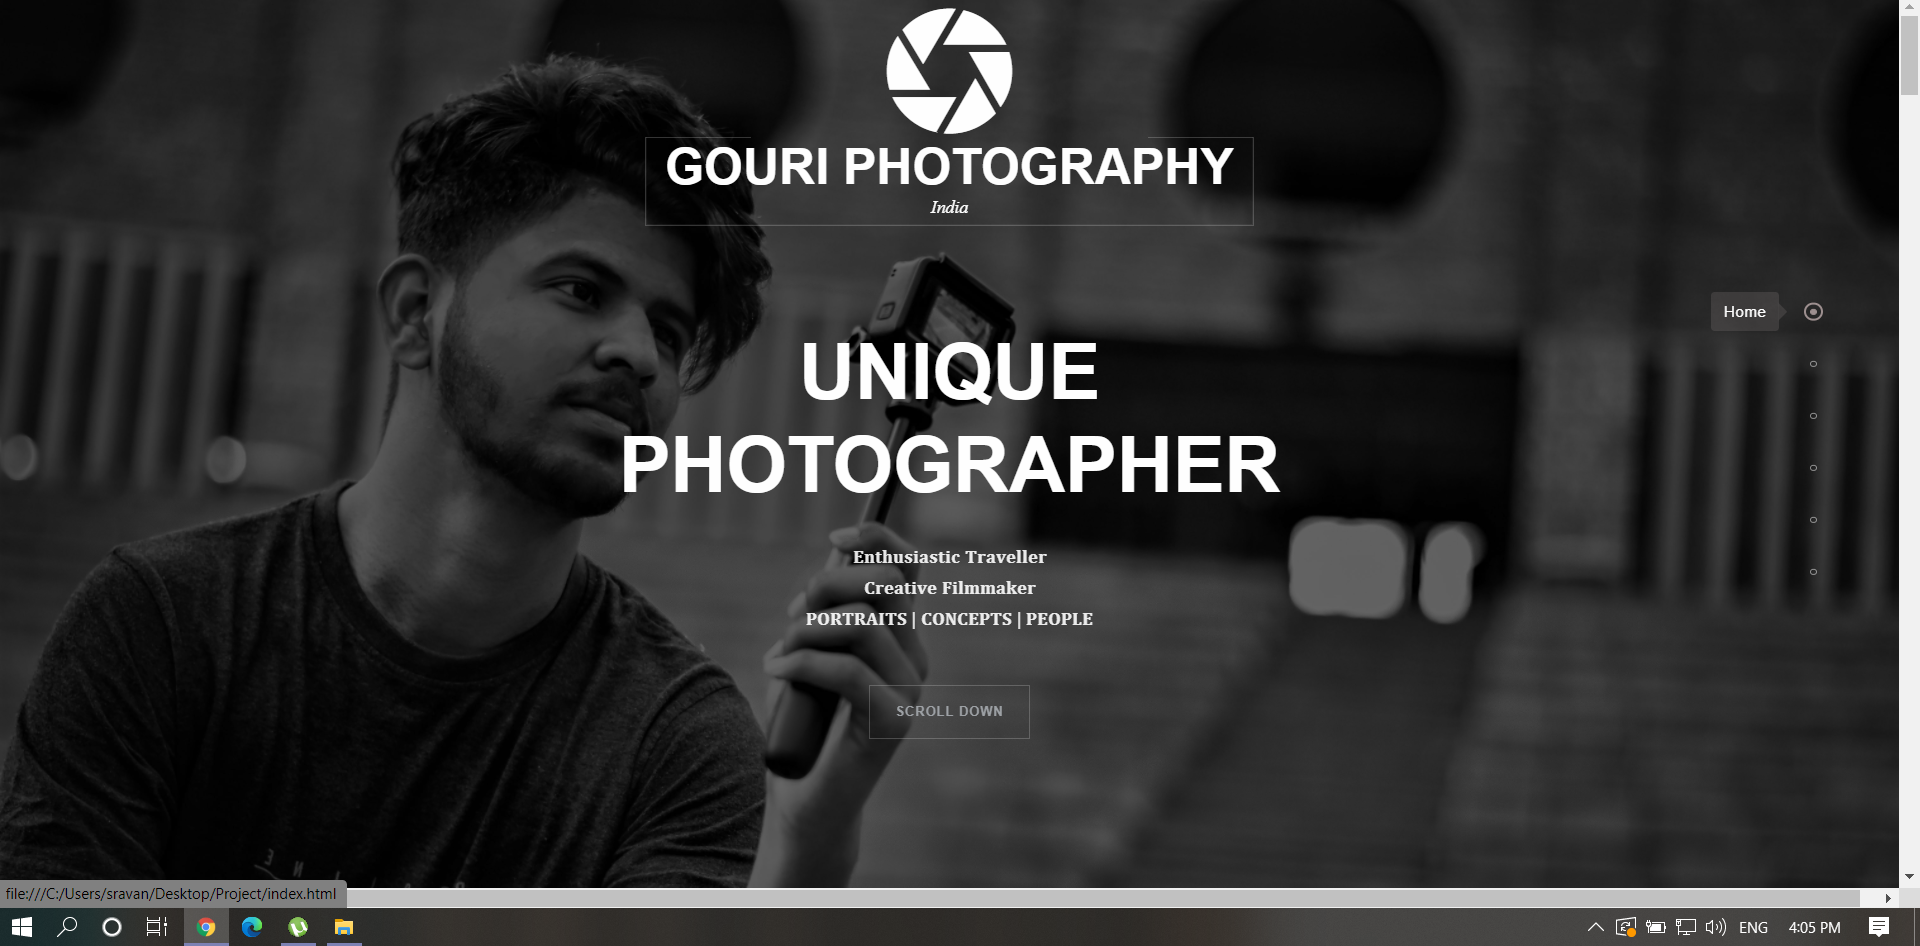 GOURI PHOTOGRAPHY
India
Home
UNIQUE
PHOTOGRAPHER
Enthusiastic Traveller
Creative Filmmaker
PORTRAITS | CONCEPTS | PEOPLE
SCROLL DOWN
file:///C:/Users/sravan/Desktop/Project/index.html
ENG
4:05 PM